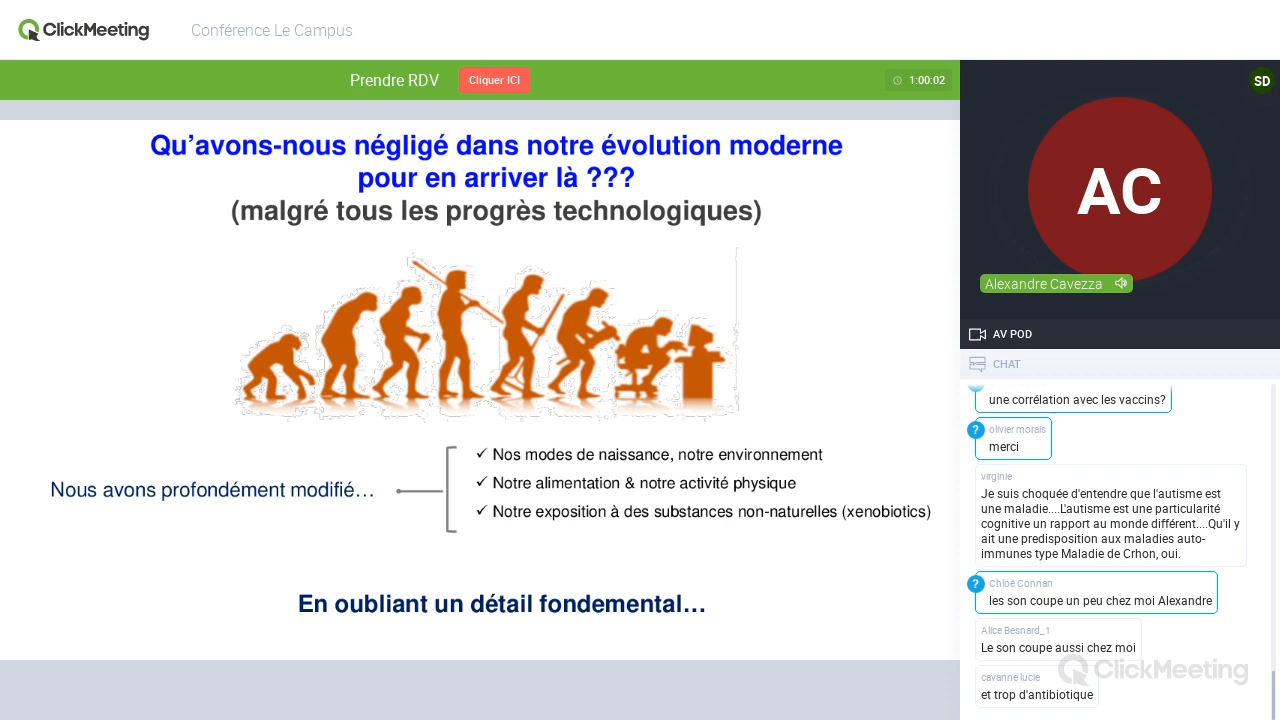 ClickMeeting
Conférence Le Campus
Prendre RDV
Cliquer ICI
1:00:02
Qu’avons-nous négligé dans notre évolution moderne
pour en arriver là ???
(malgré tous les progrès technologiques)
Nous avons profondément modifié…
✓ Nos modes de naissance, notre environnement
✓ Notre alimentation & notre activité physique
✓ Notre exposition à des substances non-naturelles (xenobiotics)
En oubliant un détail fondemental…
SD
AC
Alexandre Cavezza
AV POD
CHAT
une corrélation avec les vaccins?
?
olivier morais
merci
virginie
Je suis choquée d'entendre que l'autisme est
une maladie....L'autisme est une particularité
cognitive un rapport au monde différent....Qu'il y
ait une predisposition aux maladies auto-
immunes type Maladie de Crhon, oui.
?
Chloé Connan
les son coupe un peu chez moi Alexandre
Alice Besnard_1
Le son coupe aussi chez moi
cavanne lucie
et trop d'antibiotique
ClickMeeting